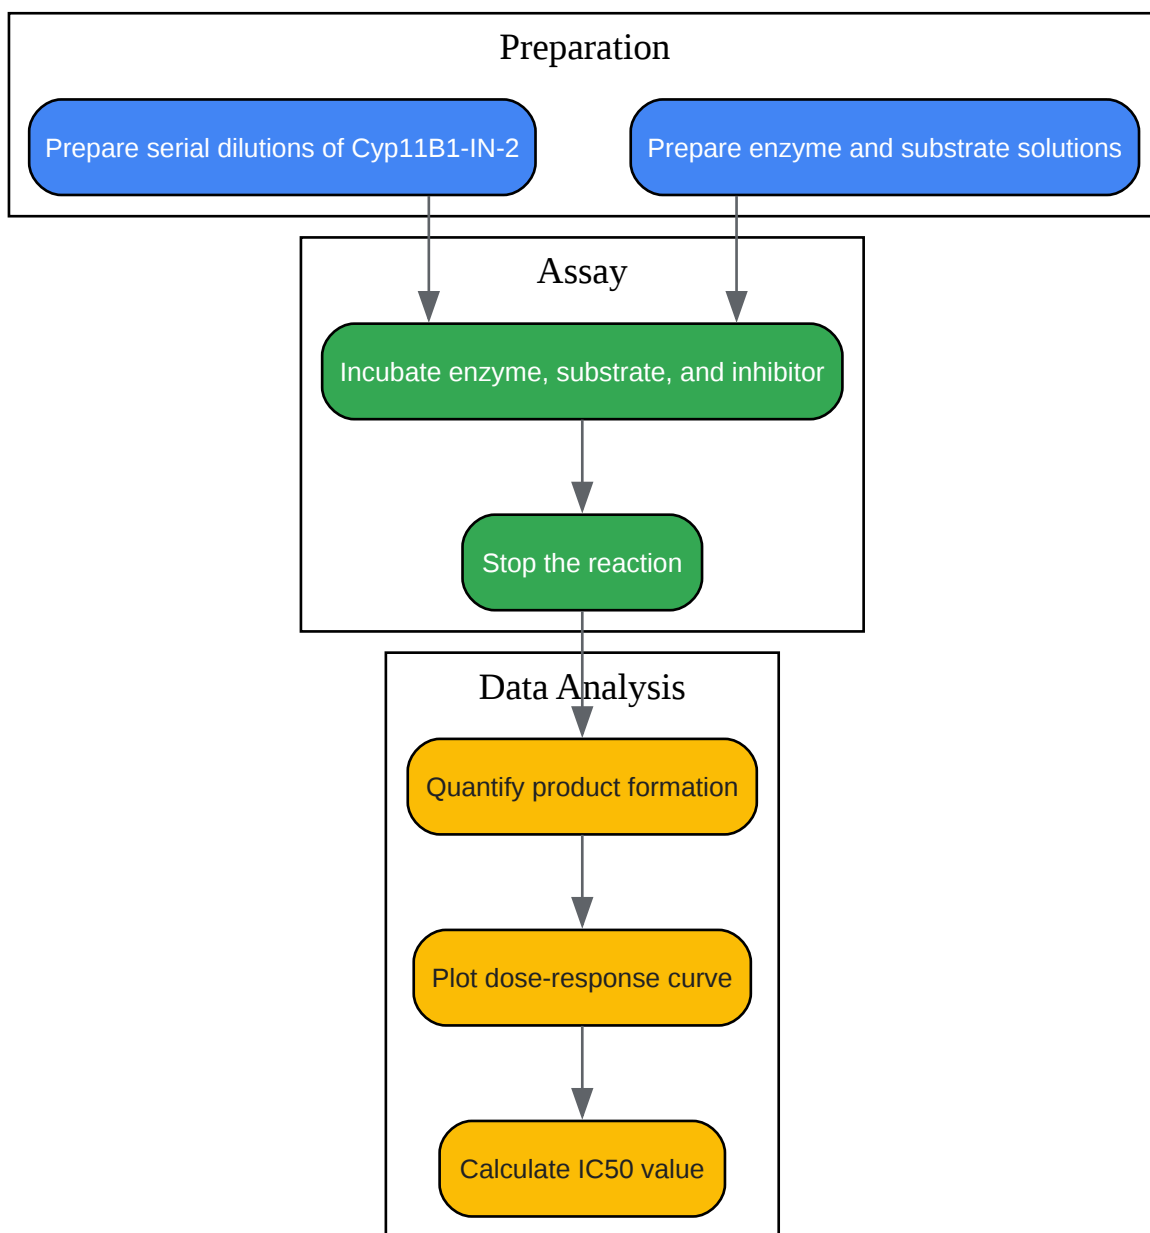 Preparation
Prepare serial dilutions of Cyp11B1-IN-2
Prepare enzyme and substrate solutions
Assay
Incubate enzyme, substrate, and inhibitor
Stop the reaction
Data Analysis
Quantify product formation
Plot dose-response curve
Calculate IC50 value